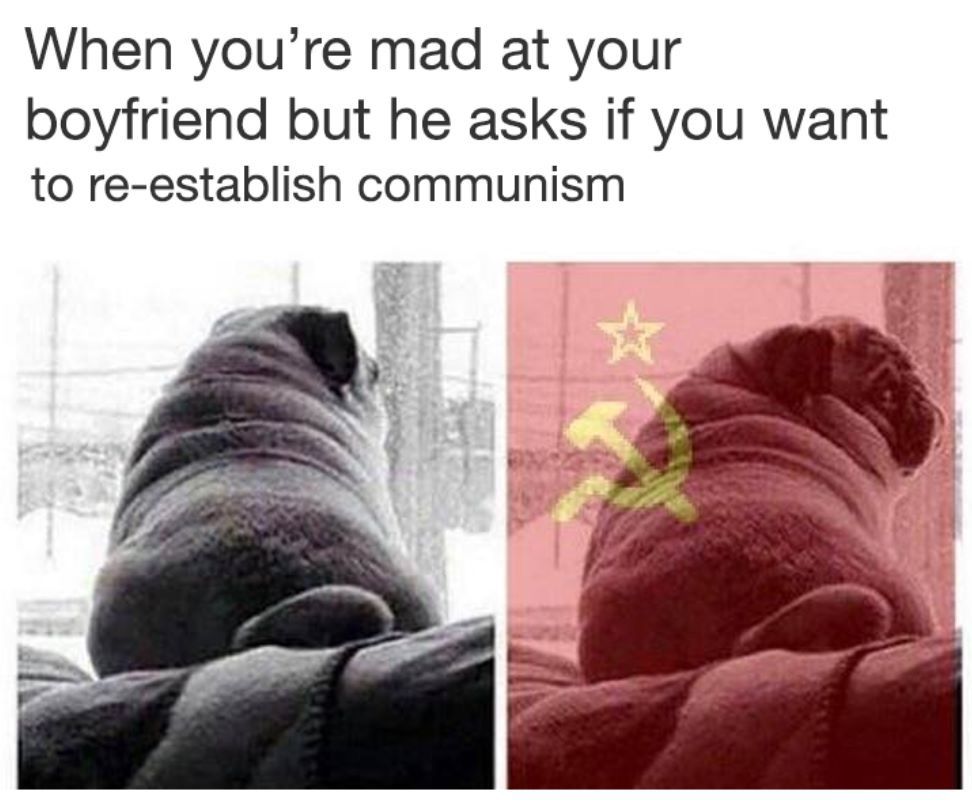 When you’re mad at your
boyfriend but he asks if you want
to re-establish communism